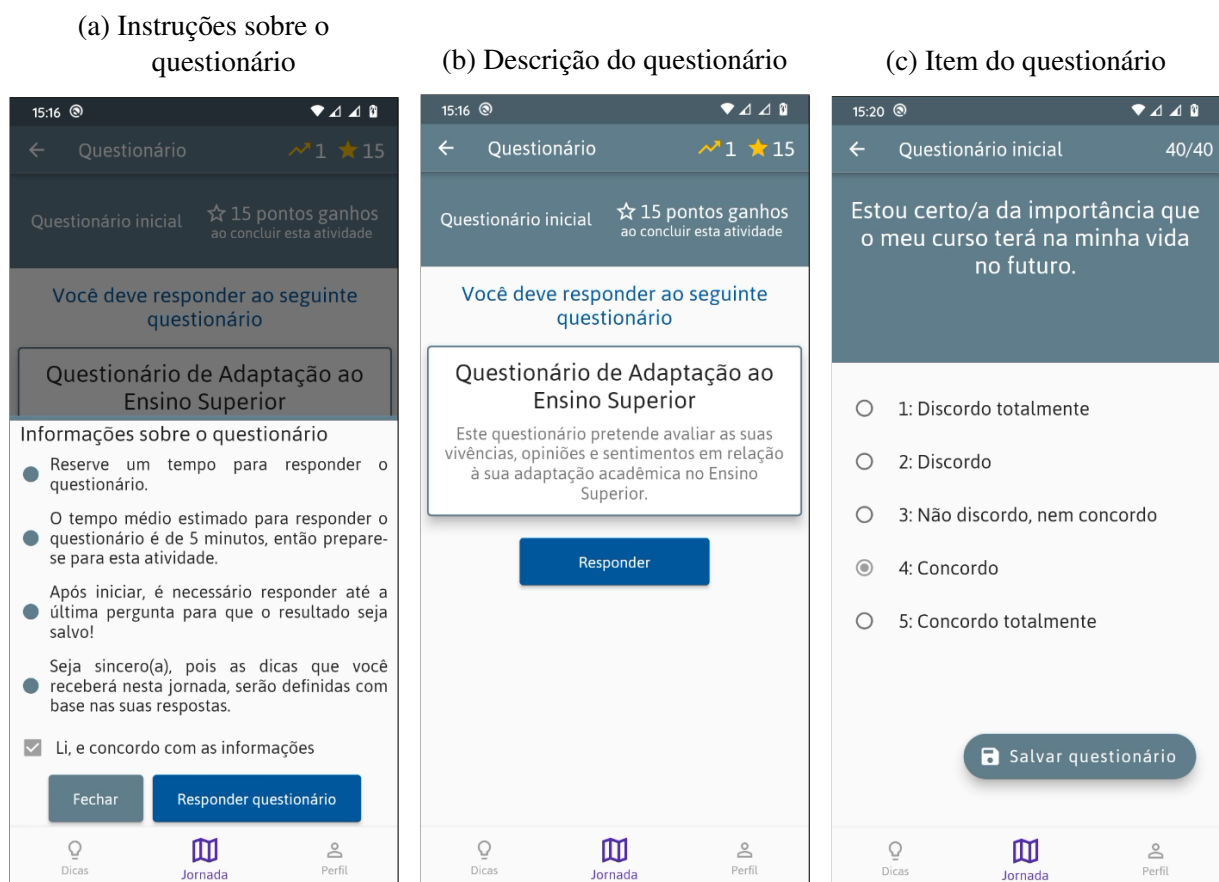 (a) Instruções sobre o
questionário
15:16
Questionário
1
15
Questionário inicial
15 pontos ganhos
ao concluir esta atividade
Você deve responder ao seguinte
questionário
Questionário de Adaptação ao
Ensino Superior
Informações sobre o questionário
Reserve um tempo para responder o
questionário.
O tempo médio estimado para responder o
questionário é de 5 minutos, então prepare-
se para esta atividade.
Após iniciar, é necessário responder até a
última pergunta para que o resultado seja
salvo!
Seja sincero(a), pois as dicas que você
receberá nesta jornada, serão definidas com
base nas suas respostas.
Li, e concordo com as informações
Fechar
Responder questionário
Dicas
Jornada
Perfil
(b) Descrição do questionário
15:16
Questionário
1
15
Questionário inicial
15 pontos ganhos
ao concluir esta atividade
Você deve responder ao seguinte
questionário
Questionário de Adaptação ao
Ensino Superior
Este questionário pretende avaliar as suas
vivências, opiniões e sentimentos em relação
à sua adaptação acadêmica no Ensino
Superior.
Responder
Dicas
Jornada
Perfil
(c) Item do questionário
15:20
Questionário inicial
40/40
Estou certo/a da importância que
o meu curso terá na minha vida
no futuro.
1: Discordo totalmente
2: Discordo
3: Não discordo, nem concordo
4: Concordo
5: Concordo totalmente
Salvar questionário
Dicas
Jornada
Perfil